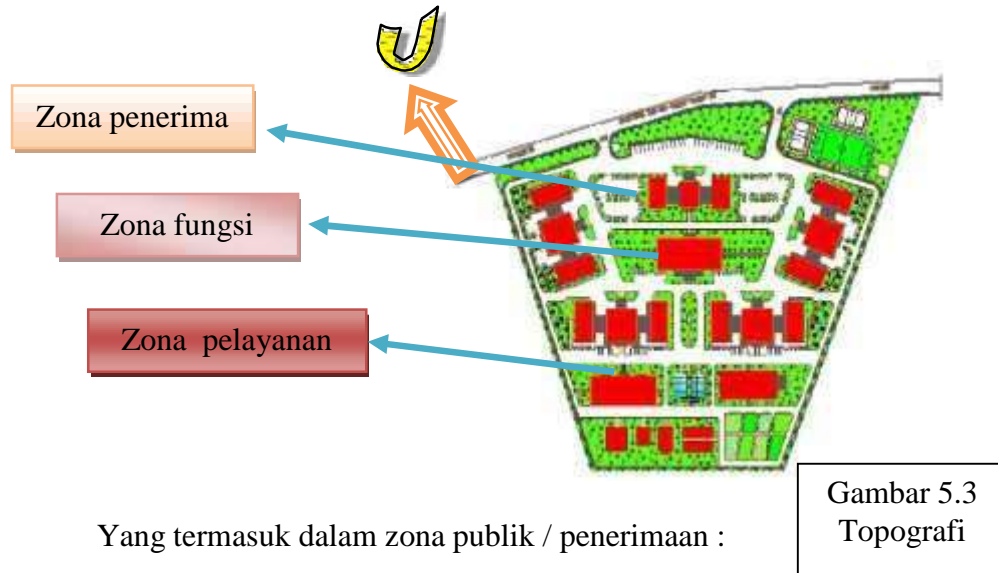 U
Zona penerima
Zona fungsi
Zona pelayanan
Gambar 5.3
Topografi
Yang termasuk dalam zona publik / penerimaan :